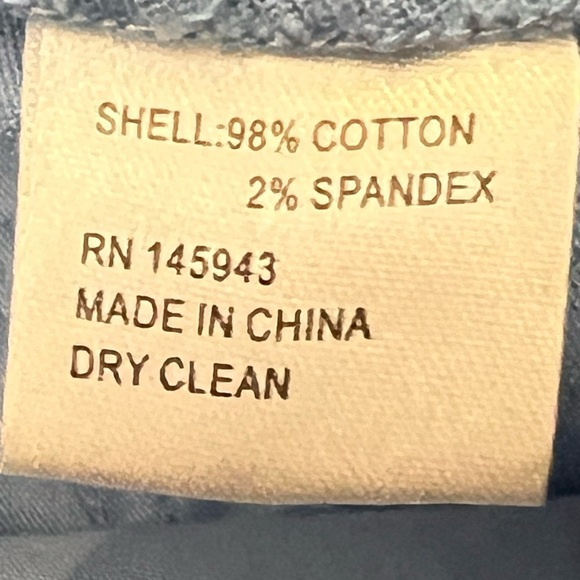 SHELL:98% COTTON
2% SPANDEX
RN 145943
MADE IN CHINA
DRY CLEAN